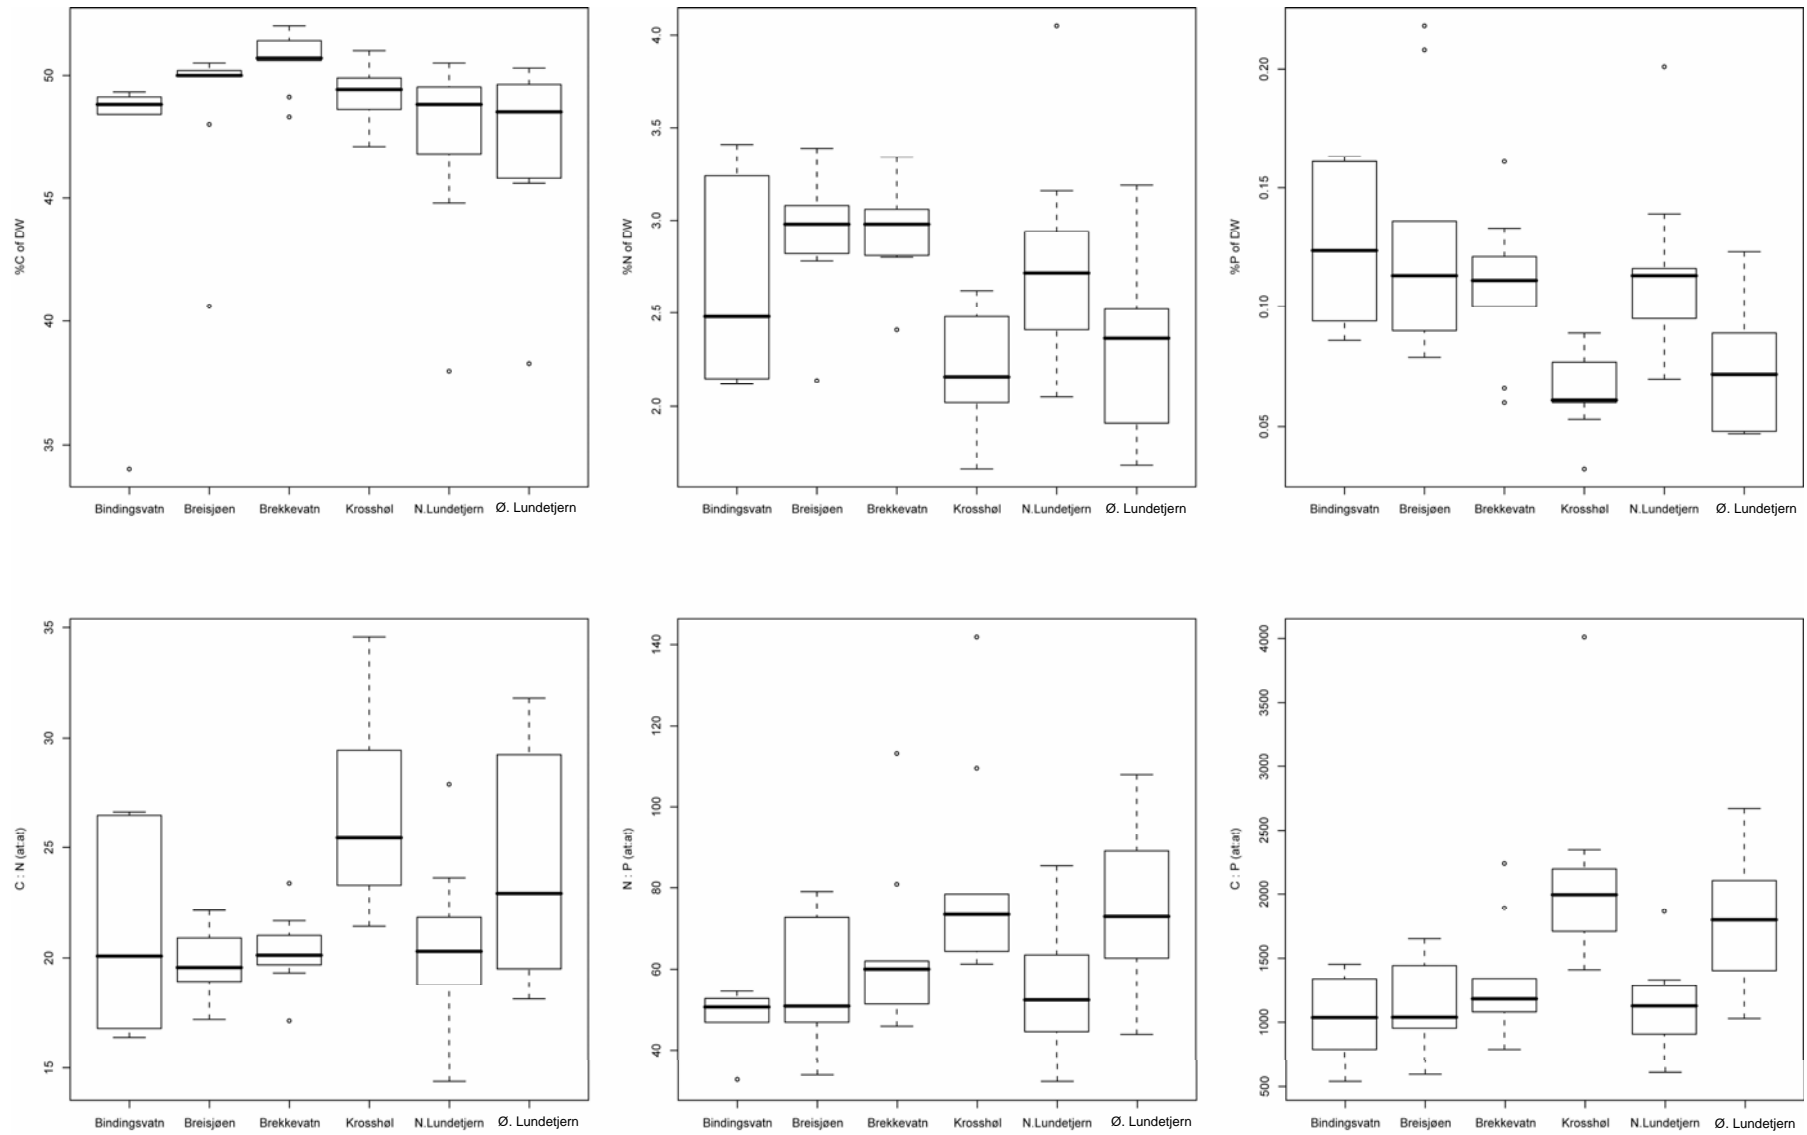 %C of DW
50
45
40
35
Bindingsvatn Breisjøen Brekkevatn Krosshøl N.Lundetjern Ø. Lundetjern
%N of DW
4.0
3.5
3.0
2.5
2.0
Bindingsvatn Breisjøen Brekkevatn Krosshøl N.Lundetjern Ø. Lundetjern
%P of DW
0.20
0.15
0.10
0.05
Bindingsvatn Breisjøen Brekkevatn Krosshøl N.Lundetjern Ø. Lundetjern
C : N (at:at)
35
30
25
20
15
Bindingsvatn Breisjøen Brekkevatn Krosshøl N.Lundetjern Ø. Lundetjern
N : P (at:at)
140
120
100
80
60
40
Bindingsvatn Breisjøen Brekkevatn Krosshøl N.Lundetjern Ø. Lundetjern
C : P (at:at)
4000
3500
3000
2500
2000
1500
1000
500
Bindingsvatn Breisjøen Brekkevatn Krosshøl N.Lundetjern Ø. Lundetjern